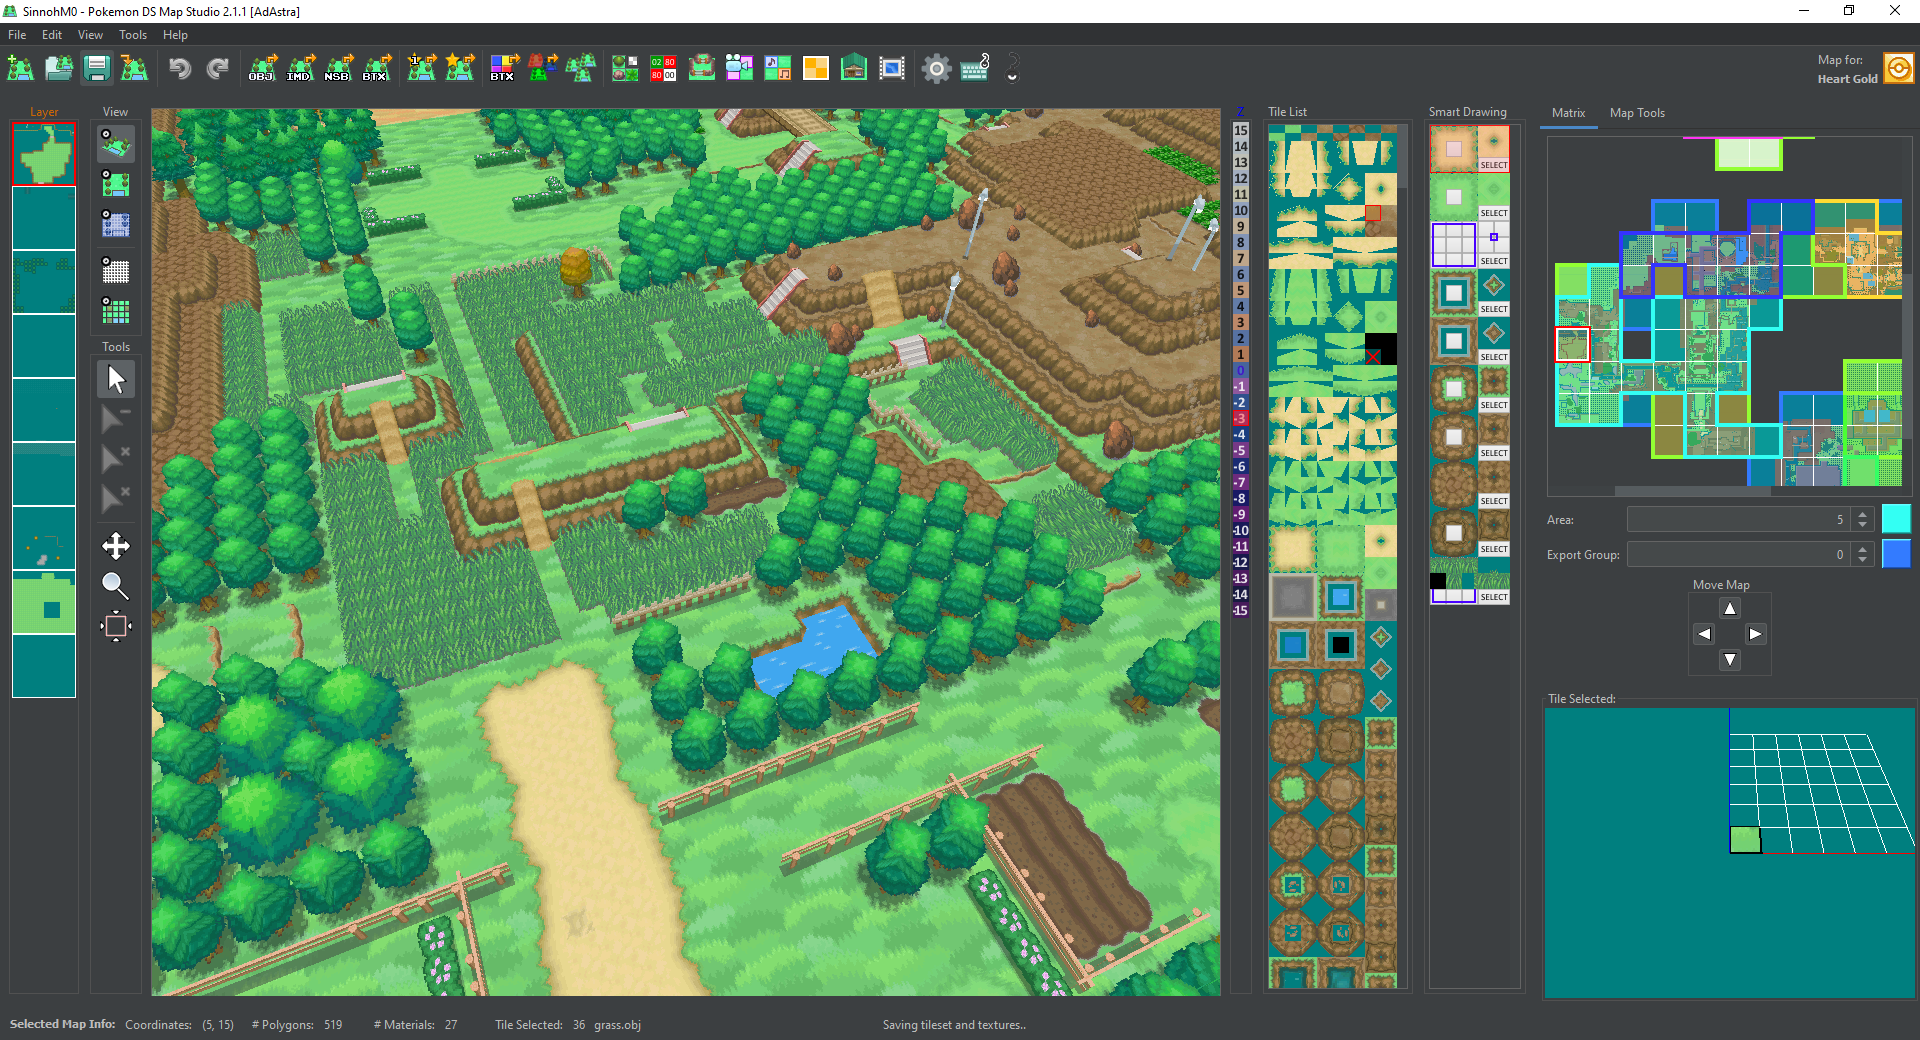 SinnohM0 - Pokemon DS Map Studio 2.1.1 [AdAstra]
File Edit View Tools Help
OBJ IMD NSB BTX BTX 02 80 80 00
Map for:
Heart Gold
Layer
View
Tools
Z
15
14
13
12
11
10
9
8
7
6
5
4
3
2
1
0
-1
-2
-3
-4
-5
-6
-7
-8
-9
-10
-11
-12
-13
-14
-15
Tile List
Smart Drawing
SELECT
SELECT
SELECT
SELECT
SELECT
SELECT
SELECT
SELECT
SELECT
SELECT
Matrix Map Tools
Area: 5
Export Group: 0
Move Map
Tile Selected:
Selected Map Info: Coordinates: (5, 15) # Polygons: 519 # Materials: 27 Tile Selected: 36 grass.obj Saving tileset and textures..